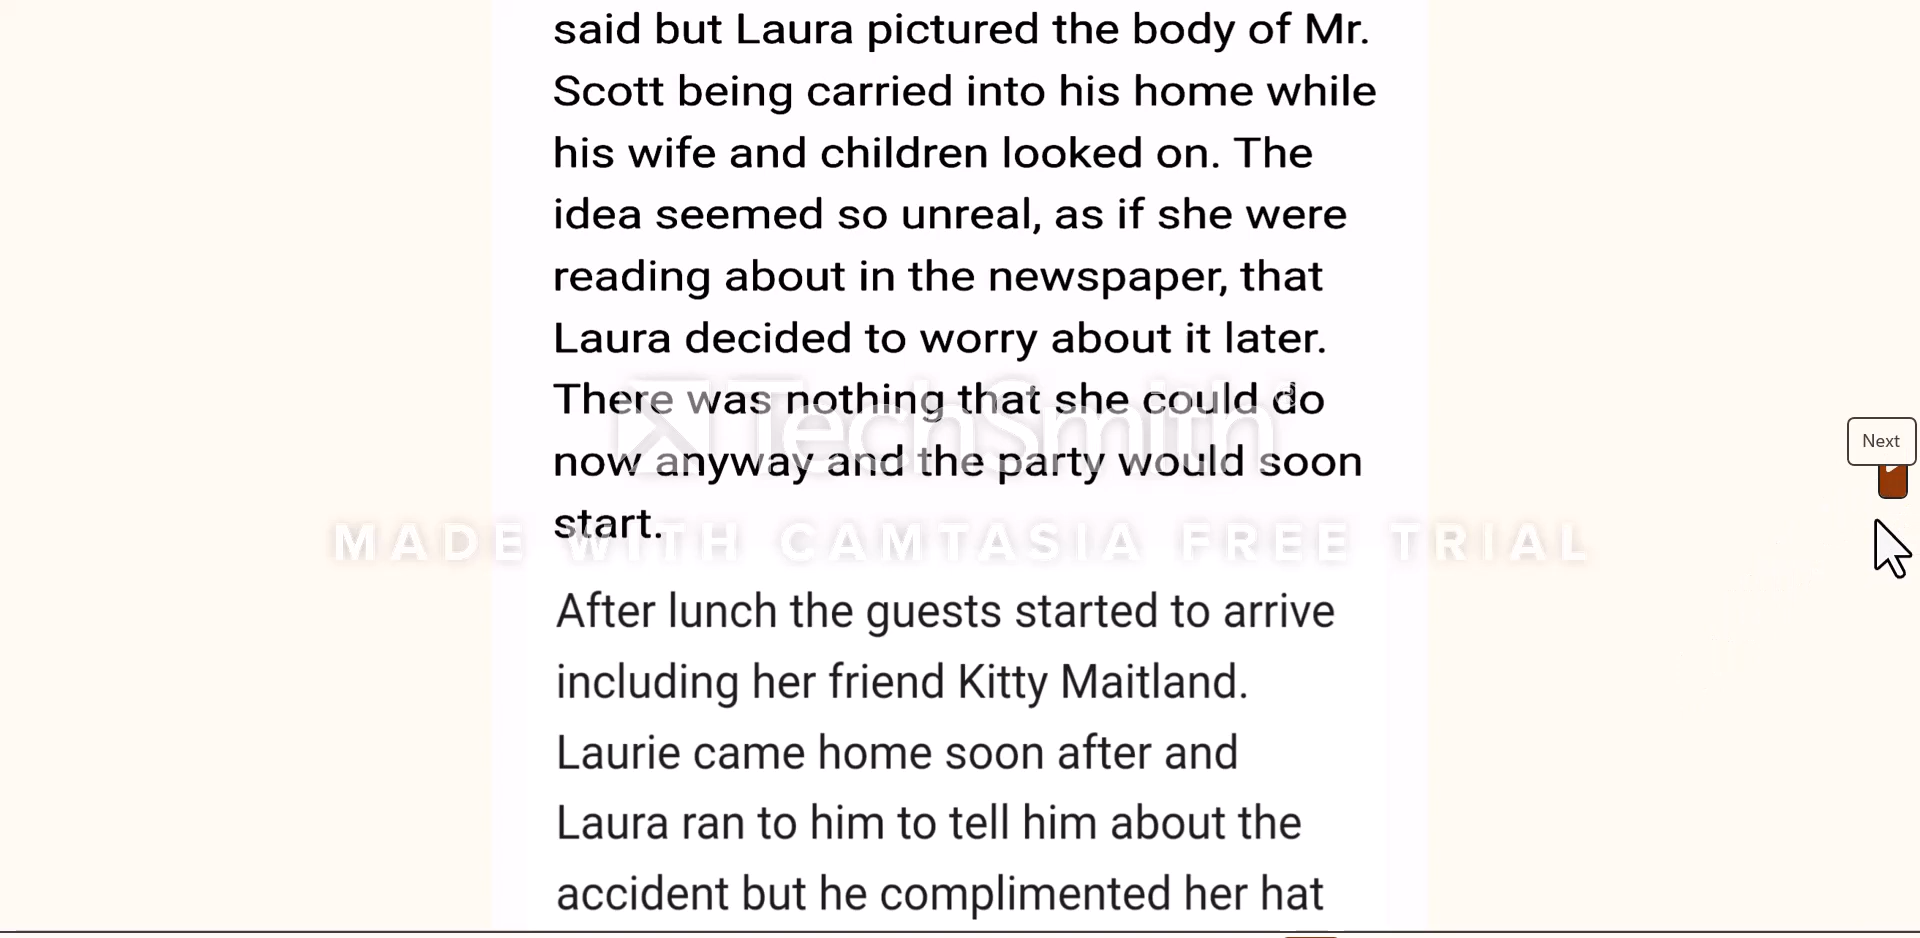 said but Laura pictured the body of Mr.
Scott being carried into his home while
his wife and children looked on. The
idea seemed so unreal, as if she were
reading about in the newspaper, that
Laura decided to worry about it later.
There was nothing that she could do
TechSmith®
now anyway and the party would soon
Next
start.
MADE WITH CAMTASIA FREE TRIAL
After lunch the guests started to arrive
including her friend Kitty Maitland.
Laurie came home soon after and
Laura ran to him to tell him about the
accident but he complimented her hat